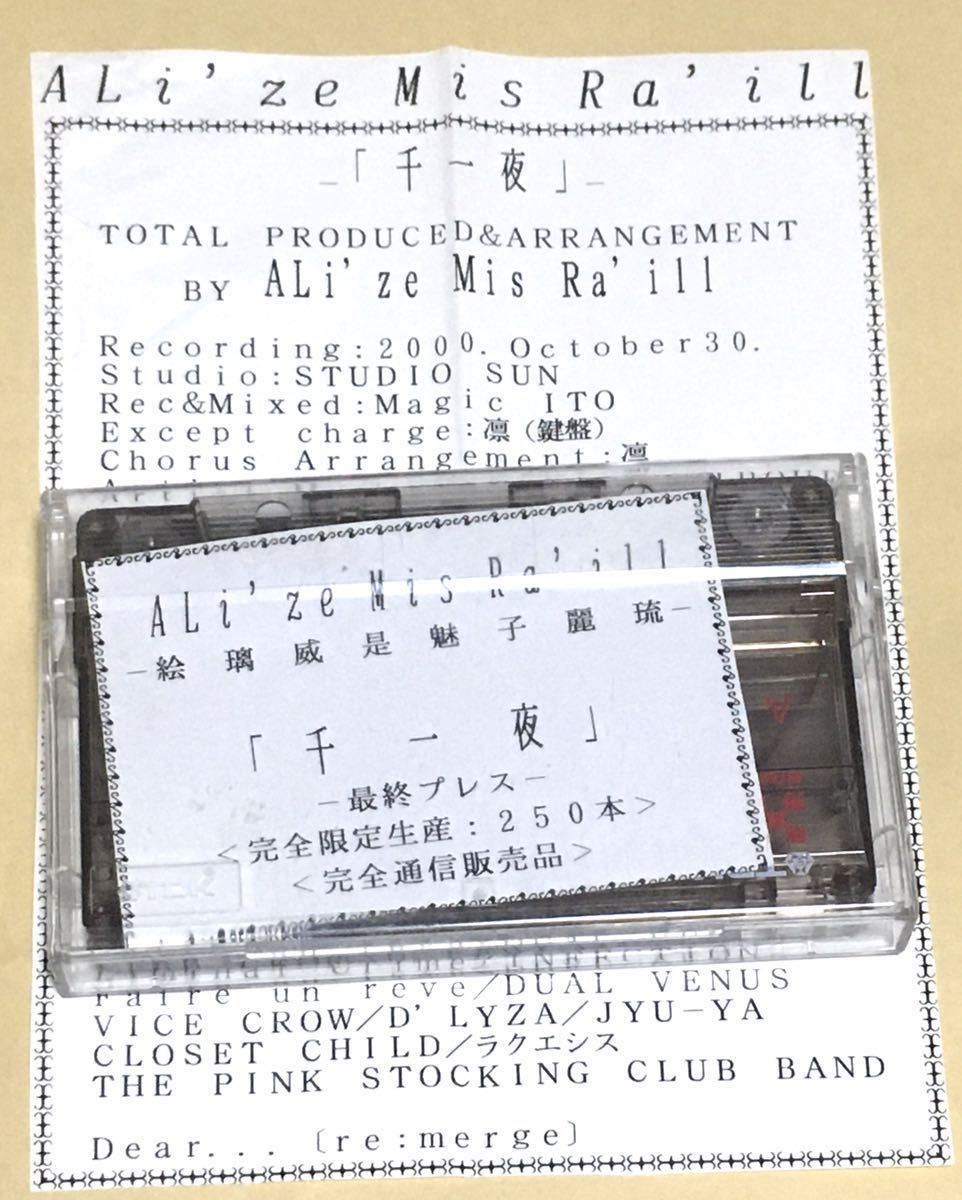 ALi'ze Mis Ra'ill
－「千一夜」－
TOTAL PRODUCED&ARRANGEMENT
BY ALi'ze Mis Ra'ill
Recording:2000.October30.
Studio:STUDIO SUN
Rec&Mixed:Magic ITO
Except charge:凛(鍵盤)
Chorus Arrangement:凛
ALi'ze Mis Ra'ill
－絵璃威是魅子麗琉－
「千一夜」
－最終プレス－
＜完全限定生産：250本＞
＜完全通信販売品＞
Faire un reve/DUAL VENUS
VICE CROW/D'LYZA/JYU－YA
CLOSET CHILD/ラクエシス
THE PINK STOCKING CLUB BAND
Dear...〔re:merge〕